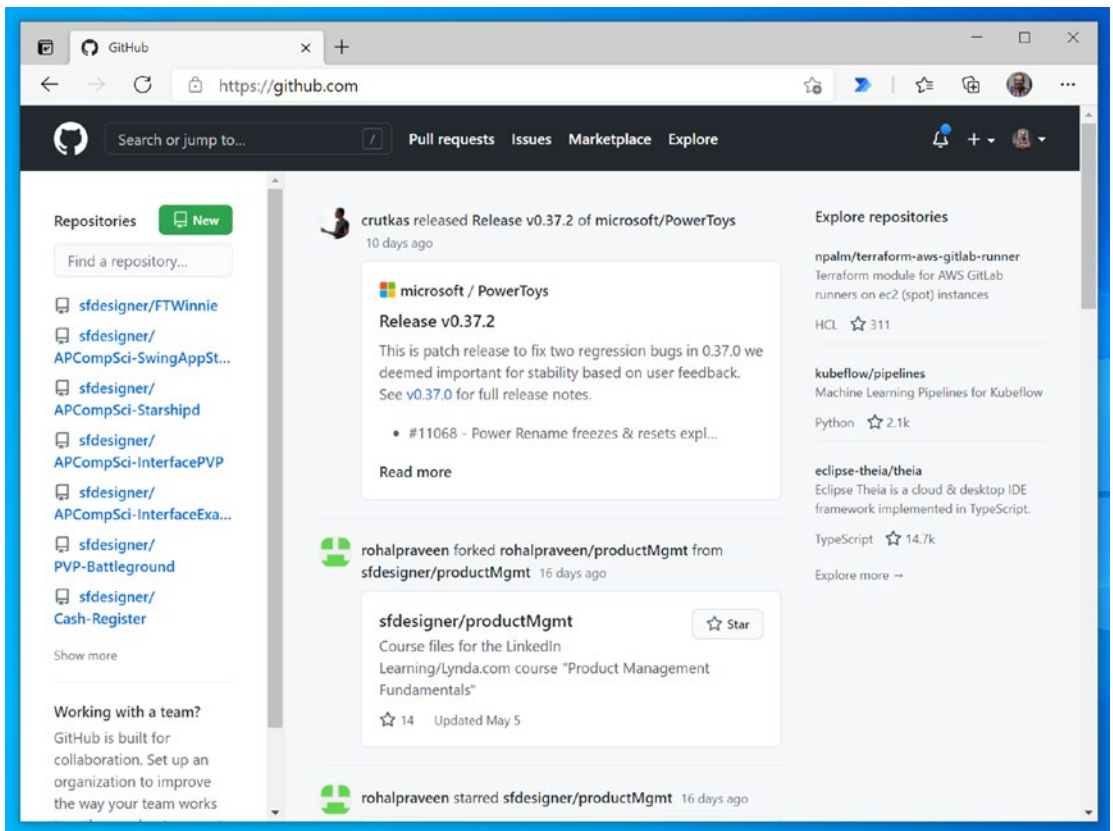 GitHub
https://github.com
Search or jump to... /
Pull requests Issues Marketplace Explore
Repositories
New
Find a repository...
sfdesigner/FTWinnie
sfdesigner/
APCompSci-SwingAppSt...
sfdesigner/
APCompSci-Starshipd
sfdesigner/
APCompSci-InterfacePVP
sfdesigner/
APCompSci-InterfaceExa...
sfdesigner/
PVP-Battleground
sfdesigner/
Cash-Register
Show more
Working with a team?
GitHub is built for
collaboration. Set up an
organization to improve
the way your team works
crutkas released Release v0.37.2 of microsoft/PowerToys
10 days ago
microsoft / PowerToys
Release v0.37.2
This is patch release to fix two regression bugs in 0.37.0 we
deemed important for stability based on user feedback.
See v0.37.0 for full release notes.
• #11068 - Power Rename freezes & resets expl...
Read more
rohalpraveen forked rohalpraveen/productMgmt from
sfdesigner/productMgmt 16 days ago
sfdesigner/productMgmt
Star
Course files for the LinkedIn
Learning/Lynda.com course "Product Management
Fundamentals"
14 Updated May 5
rohalpraveen starred sfdesigner/productMgmt 16 days ago
Explore repositories
npalm/terraform-aws-gitlab-runner
Terraform module for AWS GitLab
runners on ec2 (spot) instances
HCL 311
kubeflow/pipelines
Machine Learning Pipelines for Kubeflow
Python 2.1k
eclipse-theia/theia
Eclipse Theia is a cloud & desktop IDE
framework implemented in TypeScript.
TypeScript 14.7k
Explore more →